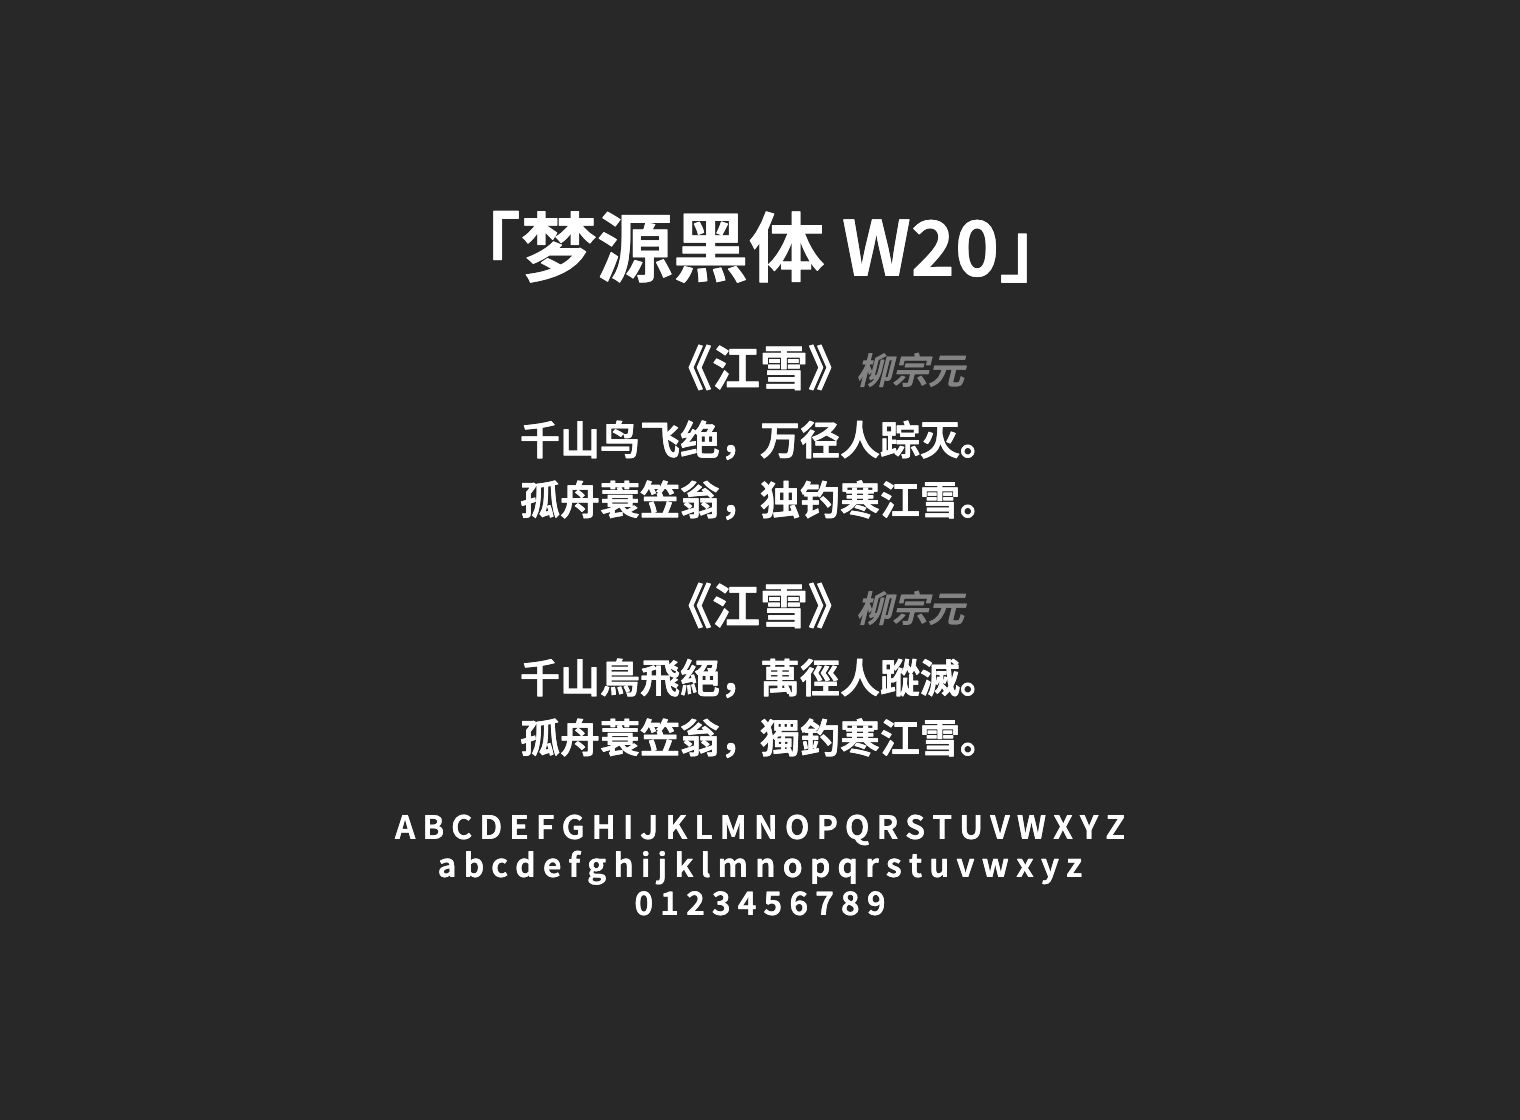 「梦源黑体 W20」
《江雪》 柳宗元
千山鸟飞绝，万径人踪灭。
孤舟蓑笠翁，独钓寒江雪。
《江雪》 柳宗元
千山鳥飛絕，萬徑人蹤滅。
孤舟蓑笠翁，獨釣寒江雪。
A B C D E F G H I J K L M N O P Q R S T U V W X Y Z
a b c d e f g h i j k l m n o p q r s t u v w x y z
0 1 2 3 4 5 6 7 8 9